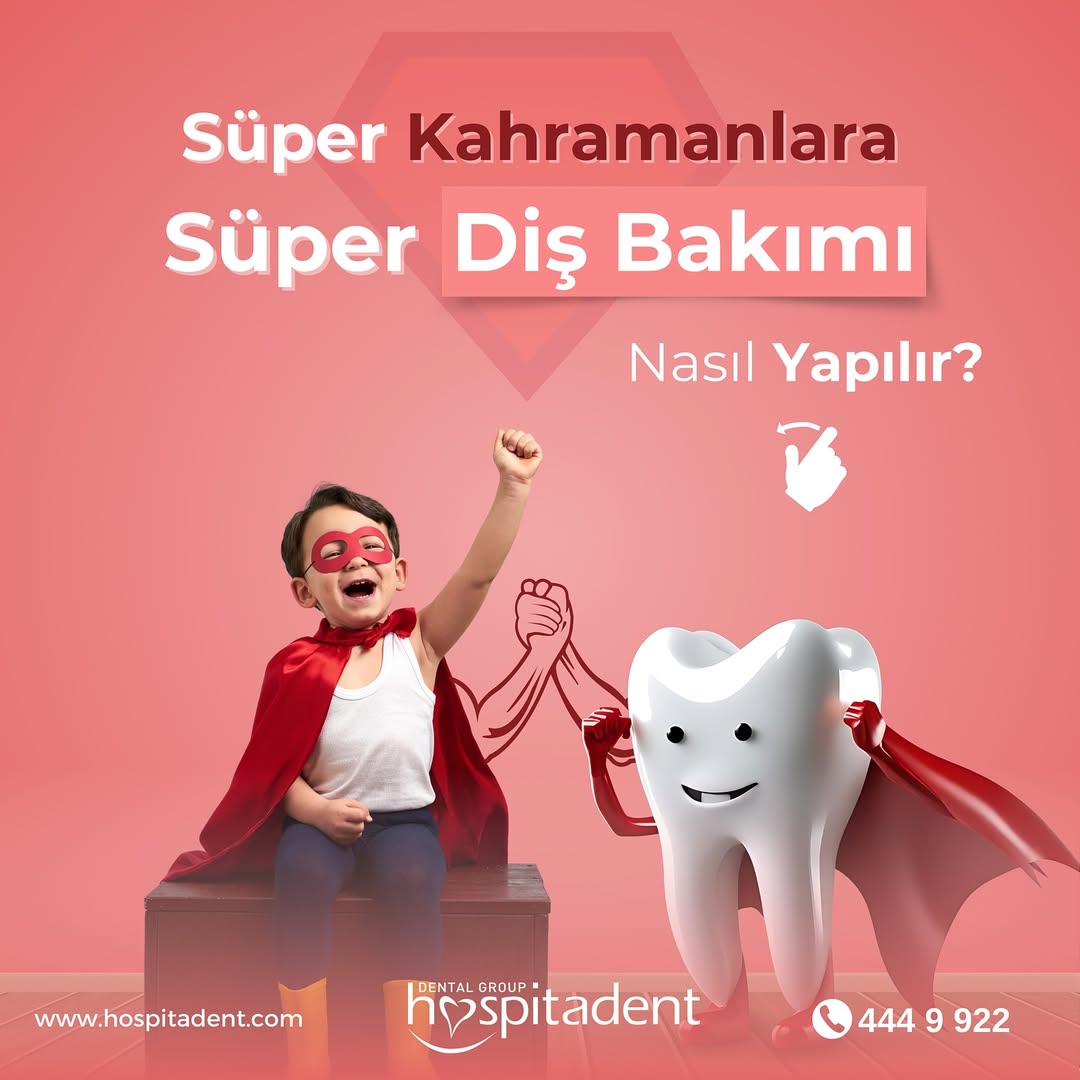 Süper Kahramanlara
Süper Diş Bakımı
Nasıl Yapılır?
www.hospitadent.com
DENTAL GROUP
hospitadent
444 9 922